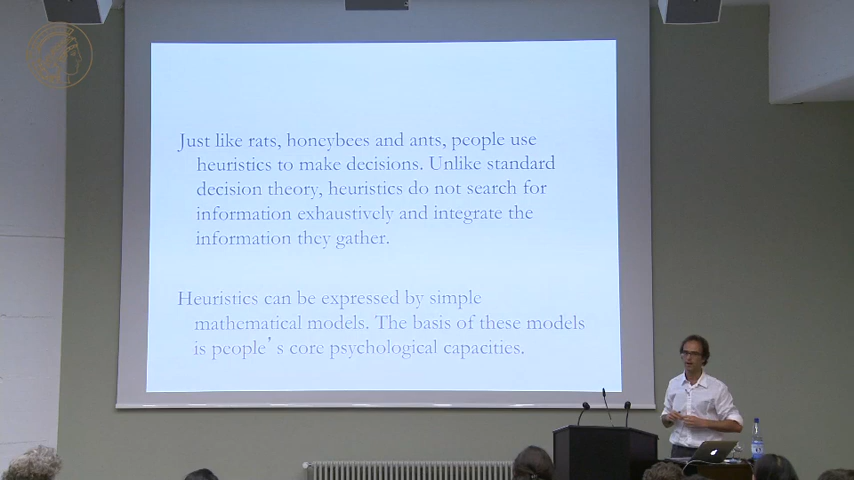 Just like rats, honeybees and ants, people use
heuristics to make decisions. Unlike standard
decision theory, heuristics do not search for
information exhaustively and integrate the
information they gather.
Heuristics can be expressed by simple
mathematical models. The basis of these models
is people’s core psychological capacities.